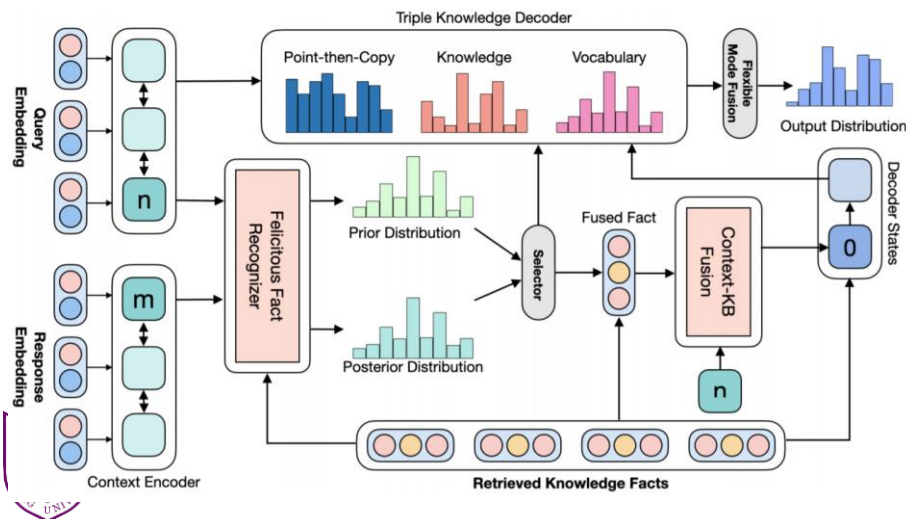 Triple Knowledge Decoder
Point-then-Copy
Knowledge
Vocabulary
Flexible
Mode Fusion
Output Distribution
Query
Embedding
n
Felicitous Fact
Recognizer
Prior Distribution
Selector
Fused Fact
Context-KB
Fusion
0
Decoder States
Response
Embedding
m
Posterior Distribution
n
Context Encoder
Retrieved Knowledge Facts
UNIV